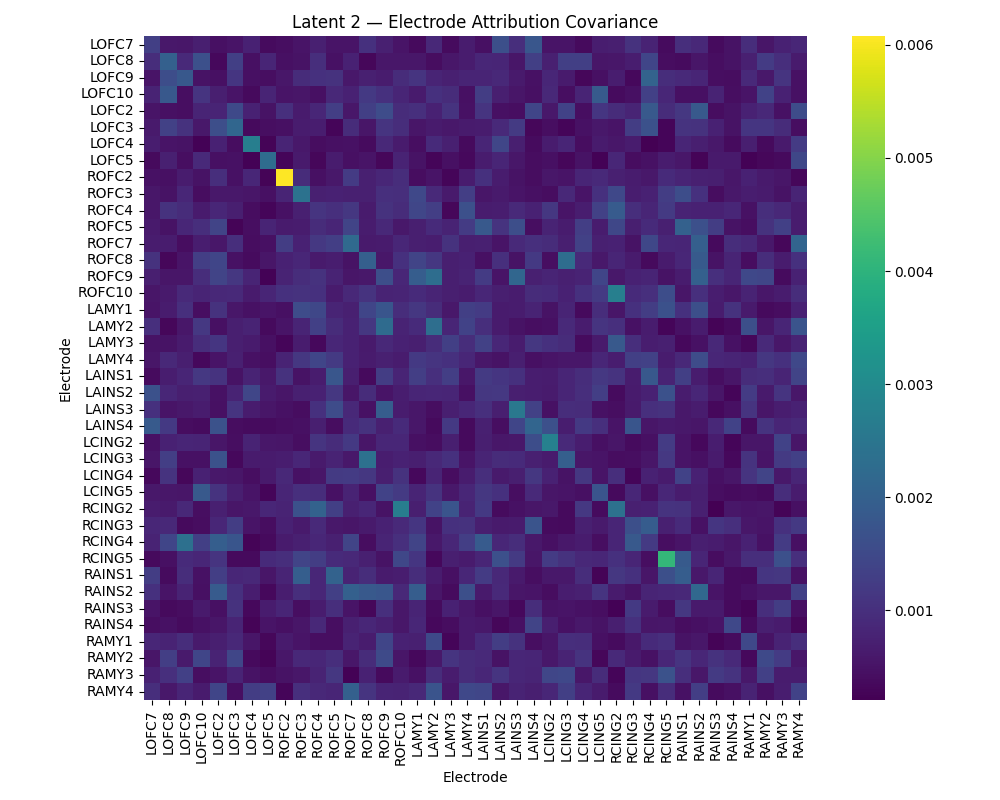 Latent 2 — Electrode Attribution Covariance
Electrode
LOFC7
LOFC8
LOFC9
LOFC10
LOFC2
LOFC3
LOFC4
LOFC5
ROFC2
ROFC3
ROFC4
ROFC5
ROFC7
ROFC8
ROFC9
ROFC10
LAMY1
LAMY2
LAMY3
LAMY4
LAINS1
LAINS2
LAINS3
LAINS4
LCING2
LCING3
LCING4
LCING5
RCING2
RCING3
RCING4
RCING5
RAINS1
RAINS2
RAINS3
RAINS4
RAMY1
RAMY2
RAMY3
RAMY4
LOFC7 LOFC8 LOFC9 LOFC10 LOFC2 LOFC3 LOFC4 LOFC5 ROFC2 ROFC3 ROFC4 ROFC5 ROFC7 ROFC8 ROFC9 ROFC10 LAMY1 LAMY2 LAMY3 LAMY4 LAINS1 LAINS2 LAINS3 LAINS4 LCING2 LCING3 LCING4 LCING5 RCING2 RCING3 RCING4 RCING5 RAINS1 RAINS2 RAINS3 RAINS4 RAMY1 RAMY2 RAMY3 RAMY4
Electrode
0.006
0.005
0.004
0.003
0.002
0.001